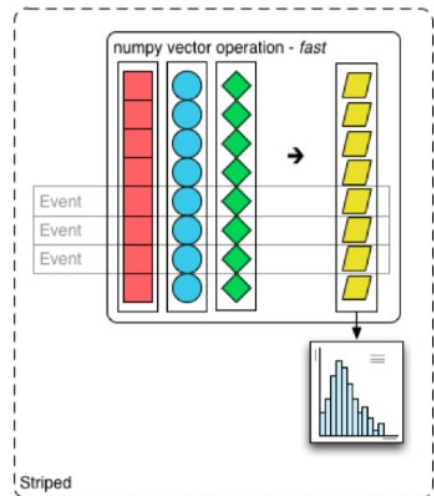 numpy vector operation - fast
Event
Event
Event
Striped